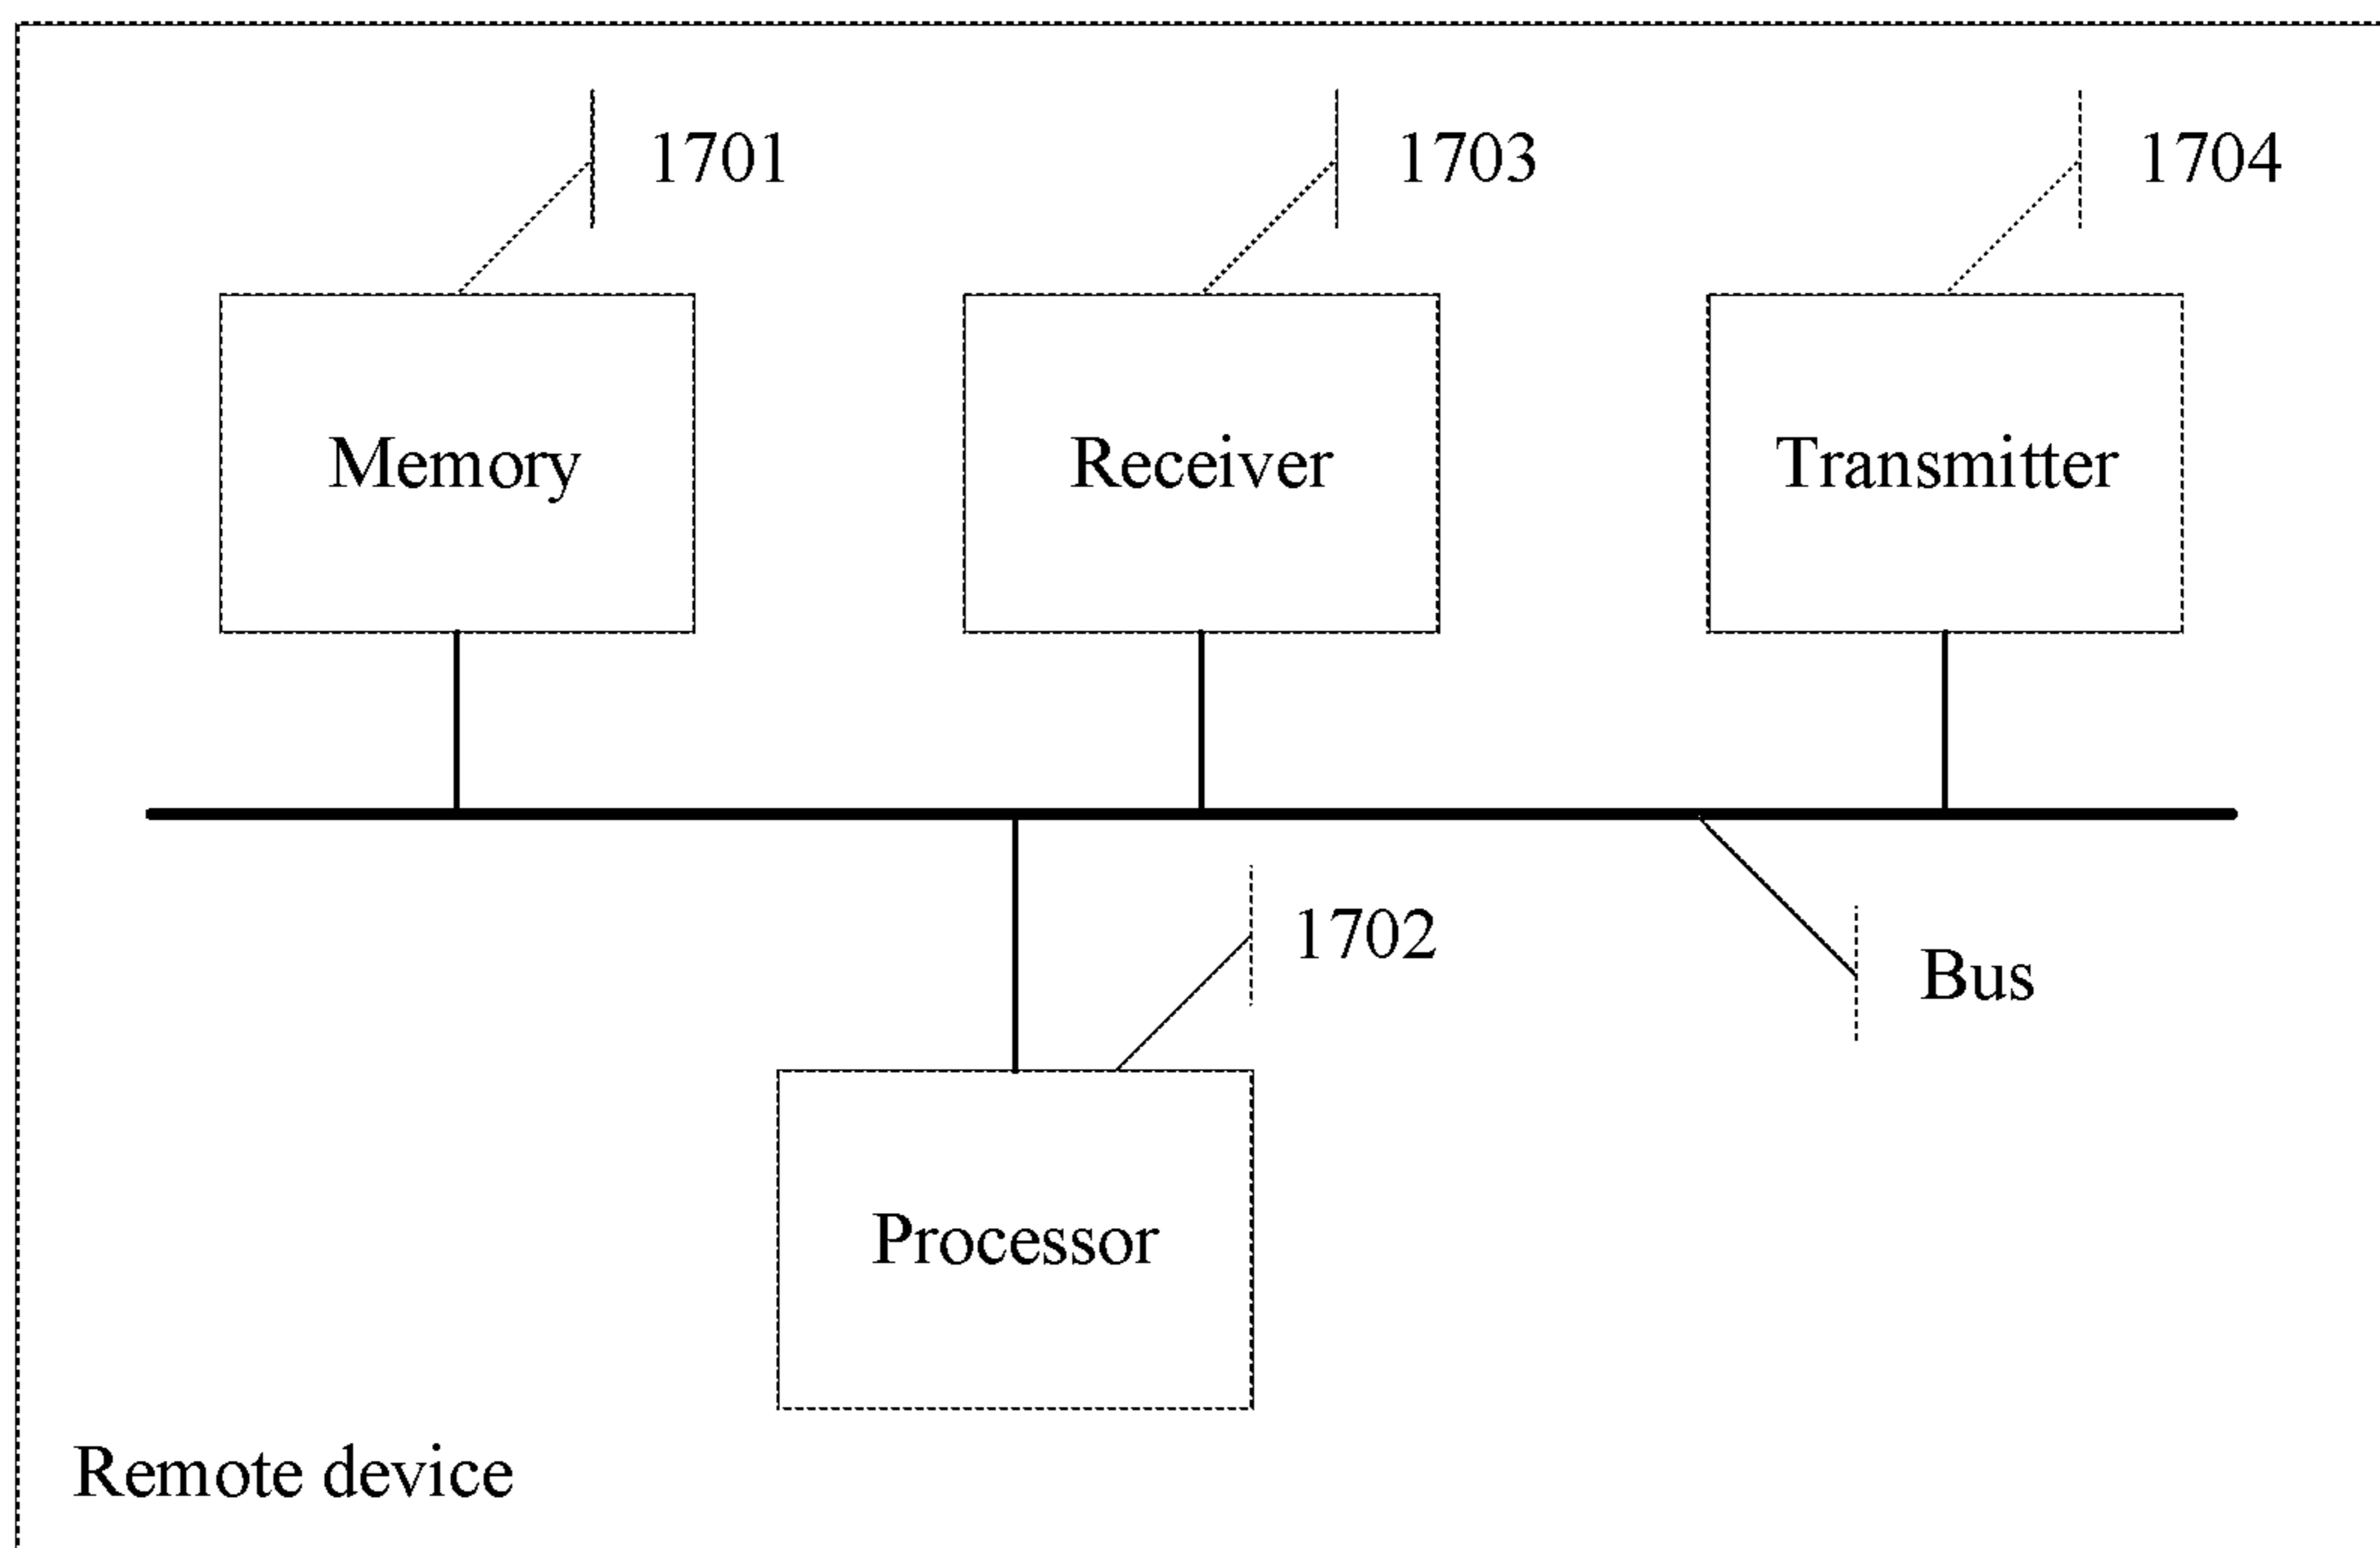 1701
1703
1704
Memory
Receiver
Transmitter
1702
Bus
Processor
Remote device